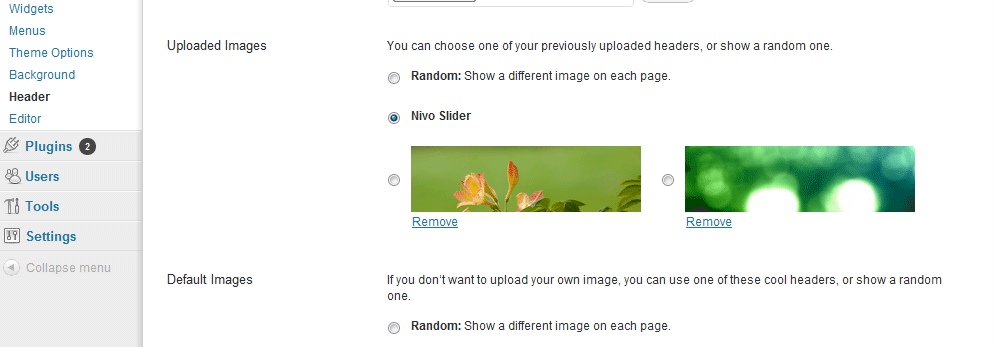 Widgets
Menus
Theme Options
Background
Header
Editor
Plugins 2
Users
Tools
Settings
Collapse menu
Uploaded Images
You can choose one of your previously uploaded headers, or show a random one.
Random: Show a different image on each page.
Nivo Slider
Remove
Remove
Default Images
If you don't want to upload your own image, you can use one of these cool headers, or show a random
one.
Random: Show a different image on each page.